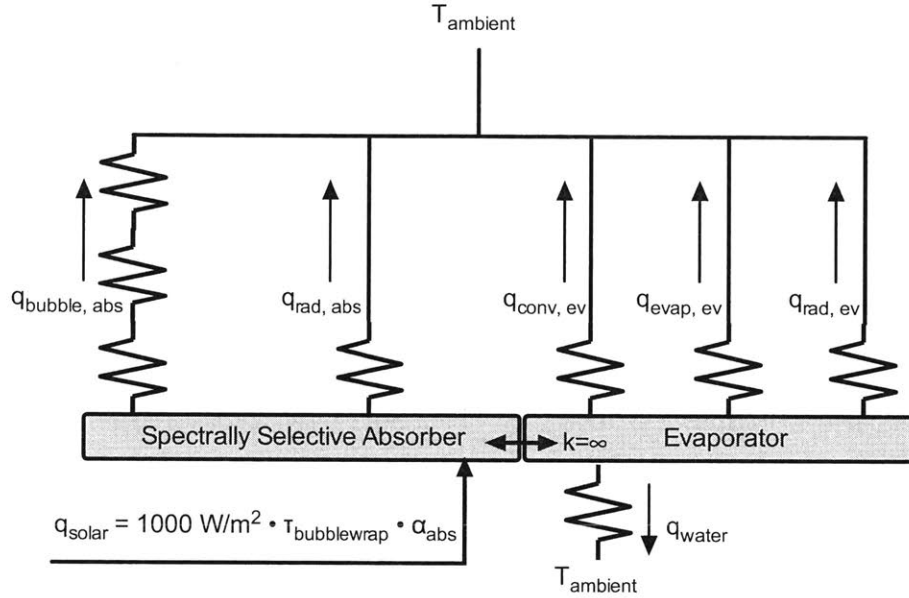 T_ambient
q_bubble, abs
q_rad, abs
q_conv, ev
q_evap, ev
q_rad, ev
Spectrally Selective Absorber
k=∞
Evaporator
q_solar = 1000 W/m² • τ_bubblewrap • α_abs
q_water
T_ambient